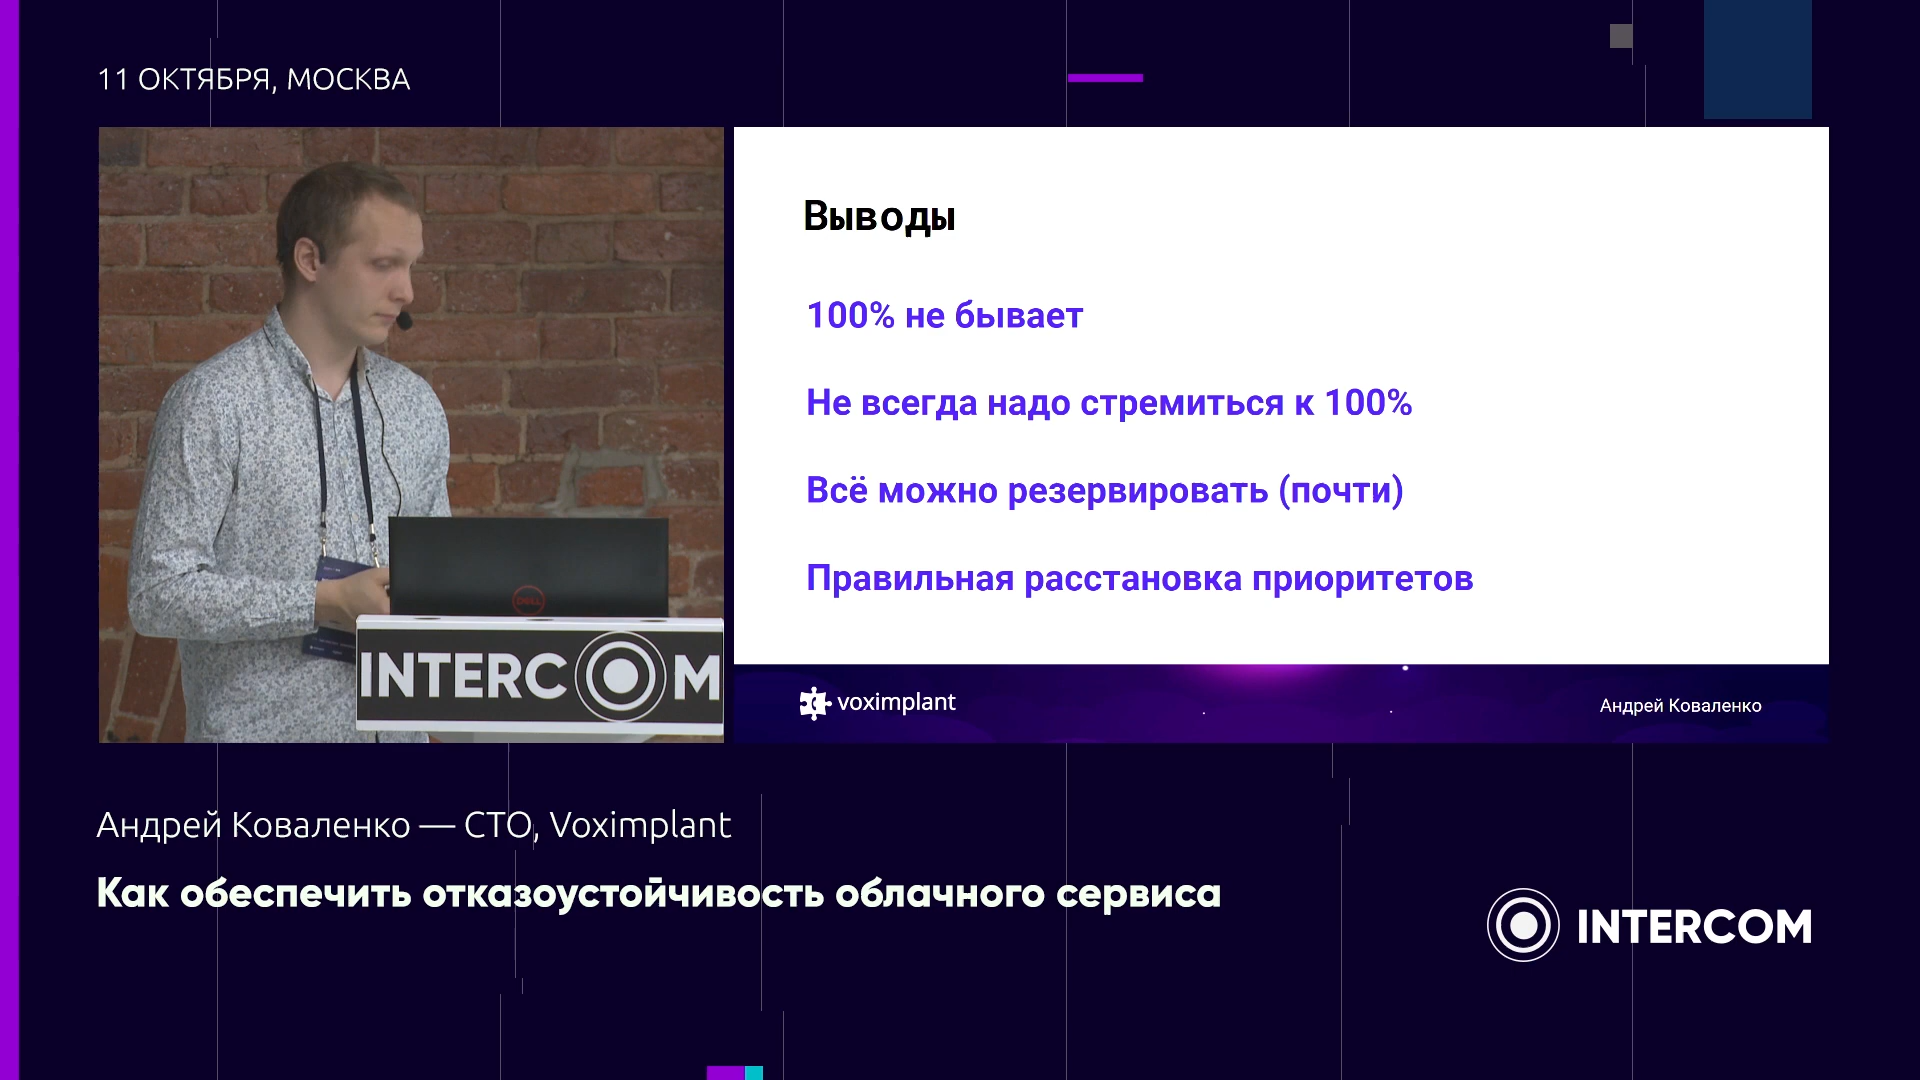 11 ОКТЯБРЯ, МОСКВА
Выводы
100% не бывает
Не всегда надо стремиться к 100%
Всё можно резервировать (почти)
Правильная расстановка приоритетов
DELL
INTERCOM
voximplant
Андрей Коваленко
Андрей Коваленко — CTO, Voximplant
Как обеспечить отказоустойчивость облачного сервиса
INTERCOM